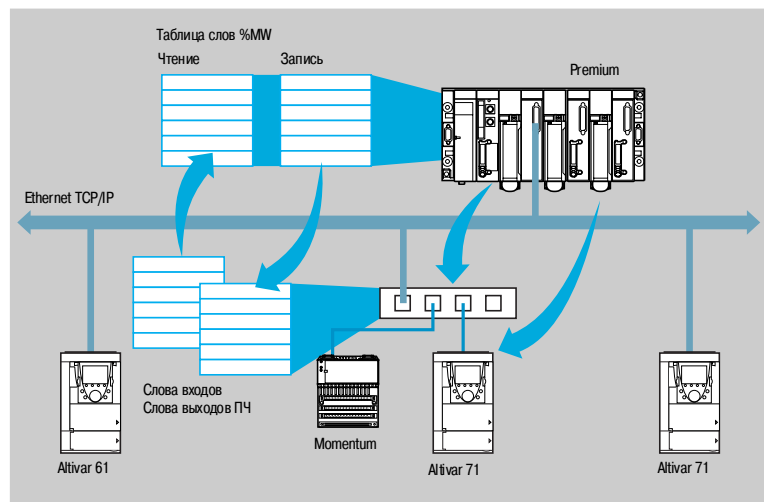 Таблица слов %MW
Чтение
Запись
Premium
Ethernet TCP/IP
Слова входов
Слова выходов ПЧ
Momentum
Altivar 61
Altivar 71
Altivar 71